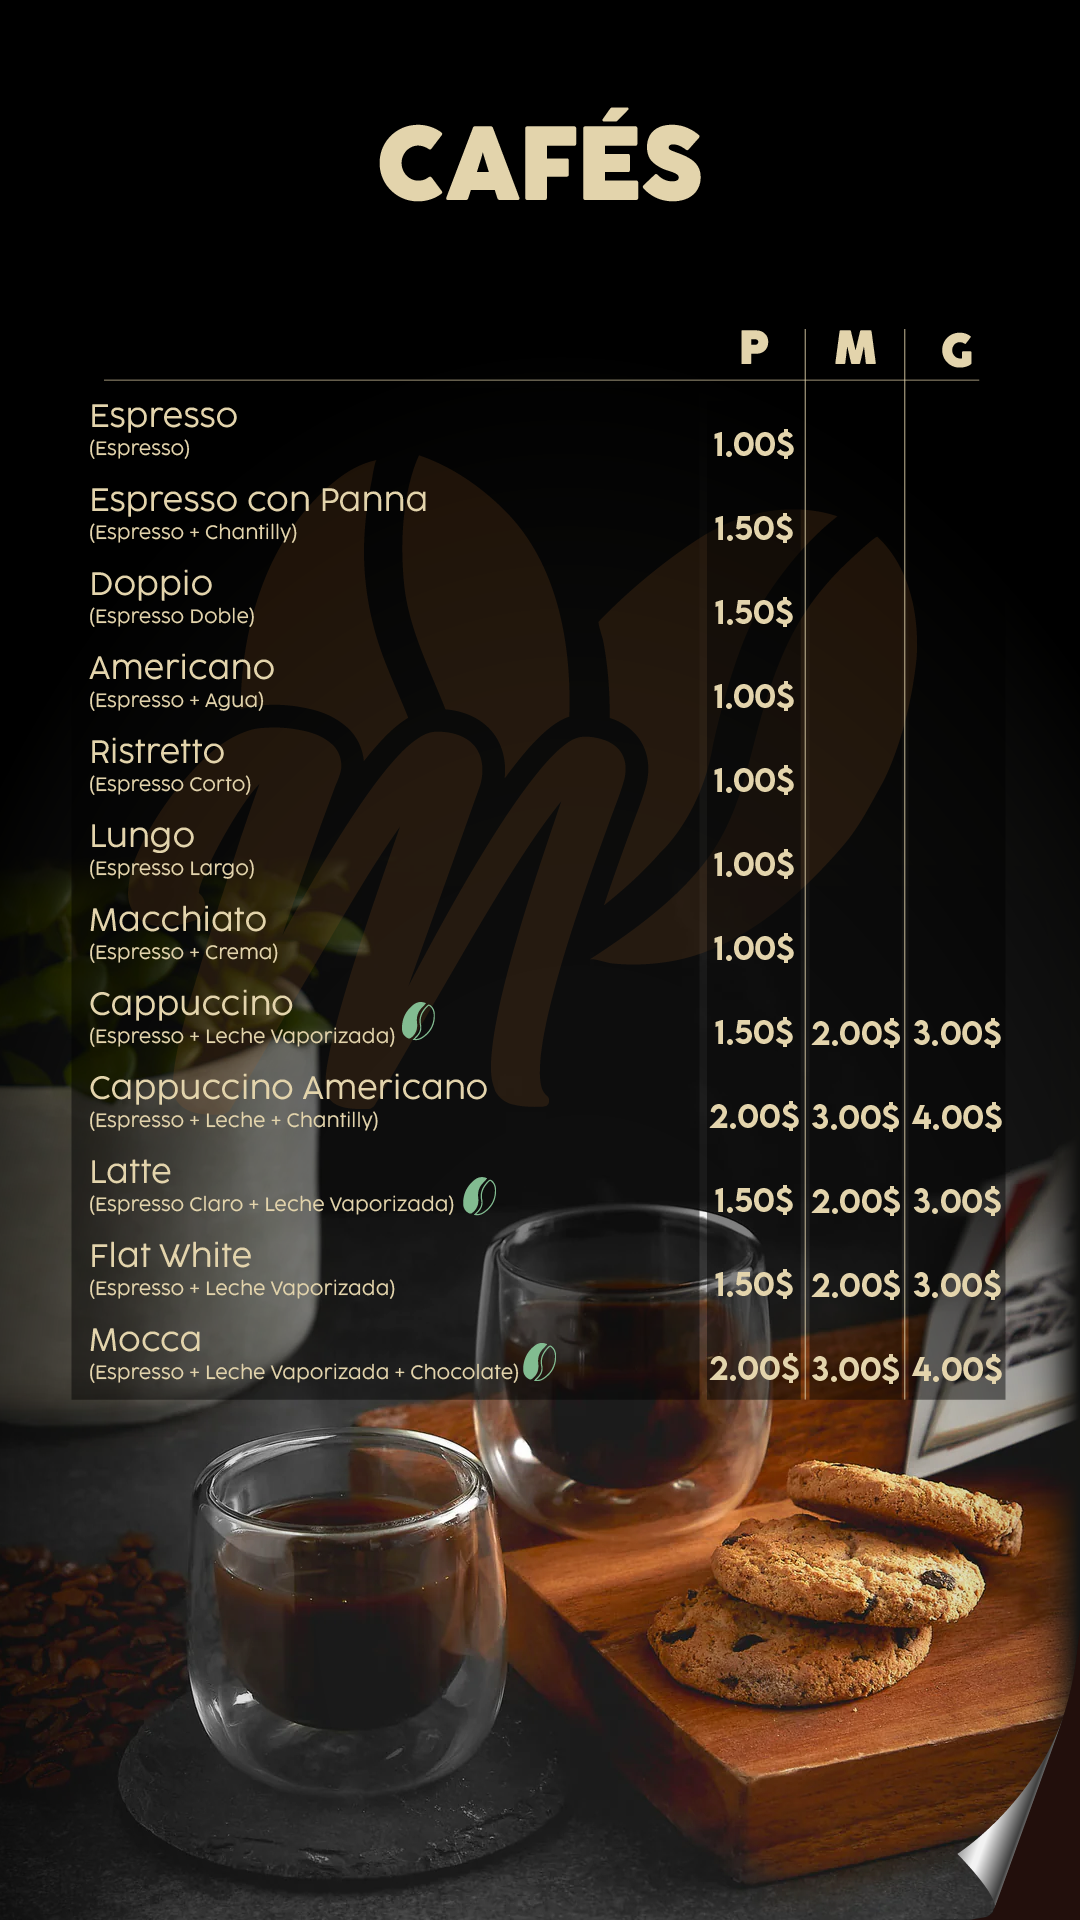 CAFÉS
P M G
Espresso
(Espresso) 1.00$
Espresso con Panna
(Espresso + Chantilly) 1.50$
Doppio
(Espresso Doble) 1.50$
Americano
(Espresso + Agua) 1.00$
Ristretto
(Espresso Corto) 1.00$
Lungo
(Espresso Largo) 1.00$
Macchiato
(Espresso + Crema) 1.00$
Cappuccino
(Espresso + Leche Vaporizada) 1.50$ 2.00$ 3.00$
Cappuccino Americano
(Espresso + Leche + Chantilly) 2.00$ 3.00$ 4.00$
Latte
(Espresso Claro + Leche Vaporizada) 1.50$ 2.00$ 3.00$
Flat White
(Espresso + Leche Vaporizada) 1.50$ 2.00$ 3.00$
Mocca
(Espresso + Leche Vaporizada + Chocolate) 2.00$ 3.00$ 4.00$